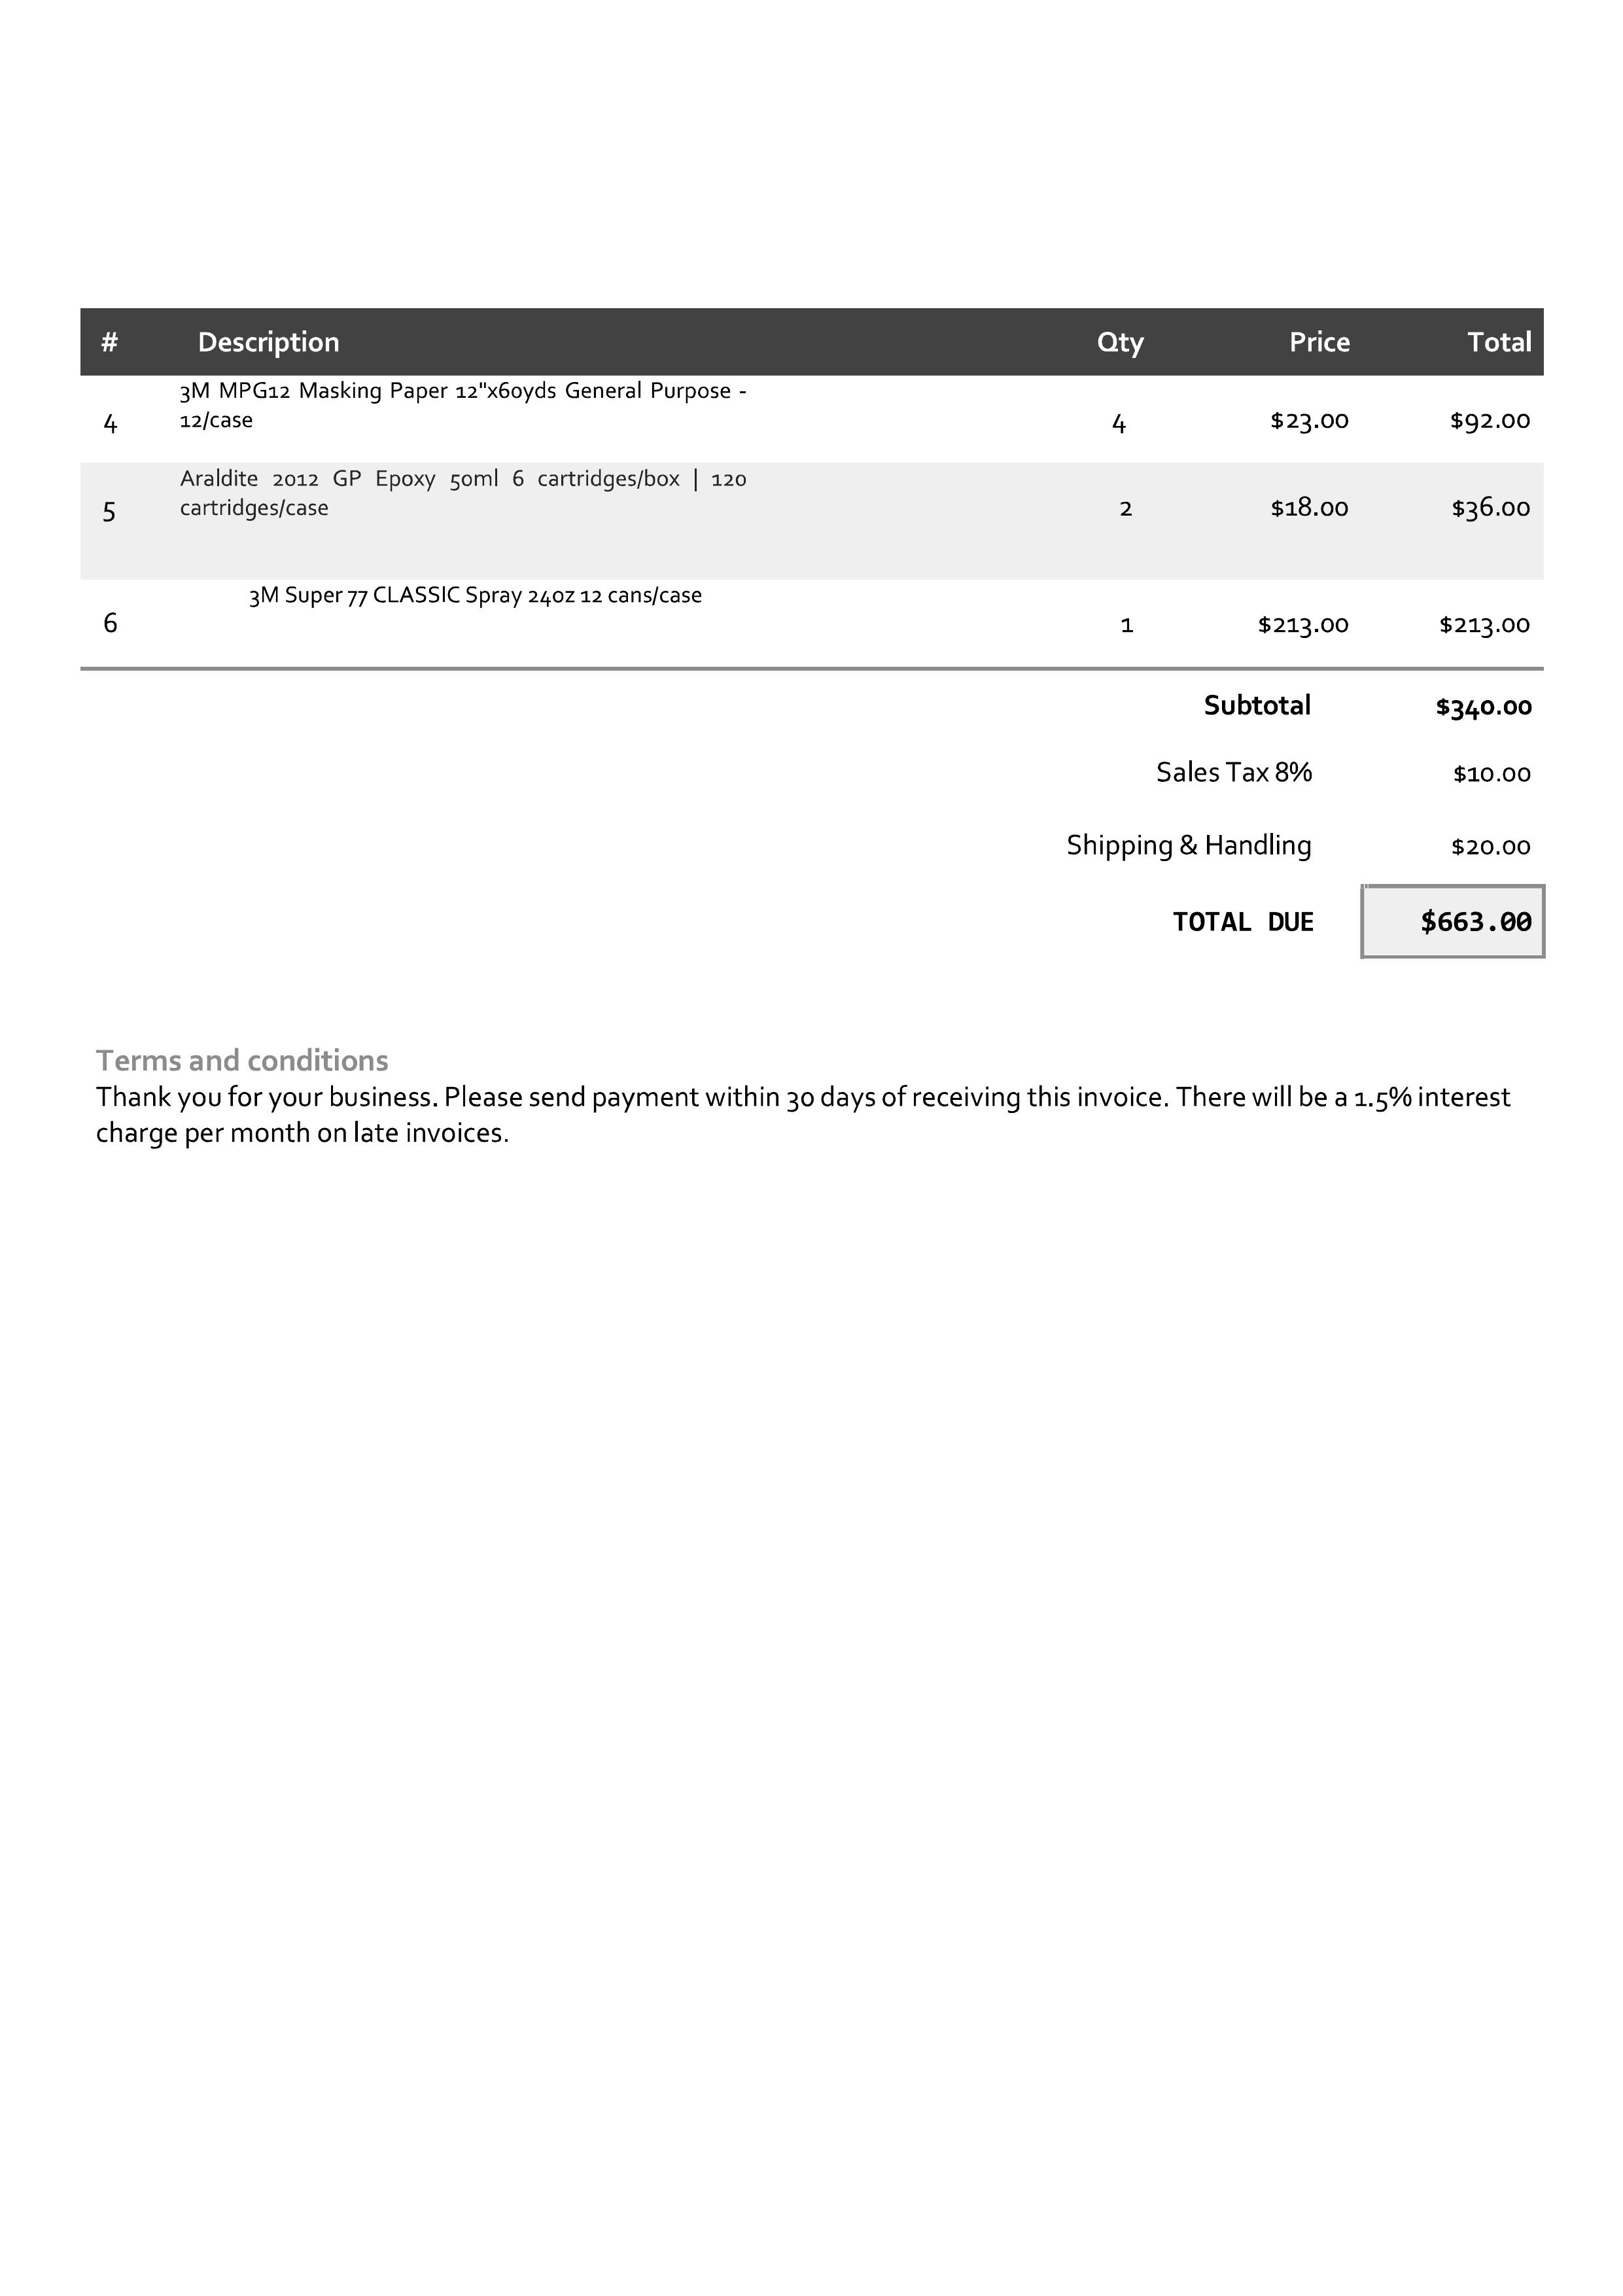 # Description Qty Price Total
3M MPG12 Masking Paper 12"x60yds General Purpose -
12/case
4 4 $23.00 $92.00
Araldite 2012 GP Epoxy 50ml 6 cartridges/box | 120
cartridges/case
5 2 $18.00 $36.00
3M Super 77 CLASSIC Spray 24oz 12 cans/case
6 1 $213.00 $213.00
Subtotal $340.00
Sales Tax 8% $10.00
Shipping & Handling $20.00
TOTAL DUE $663.00
Terms and conditions
Thank you for your business. Please send payment within 30 days of receiving this invoice. There will be a 1.5% interest
charge per month on late invoices.